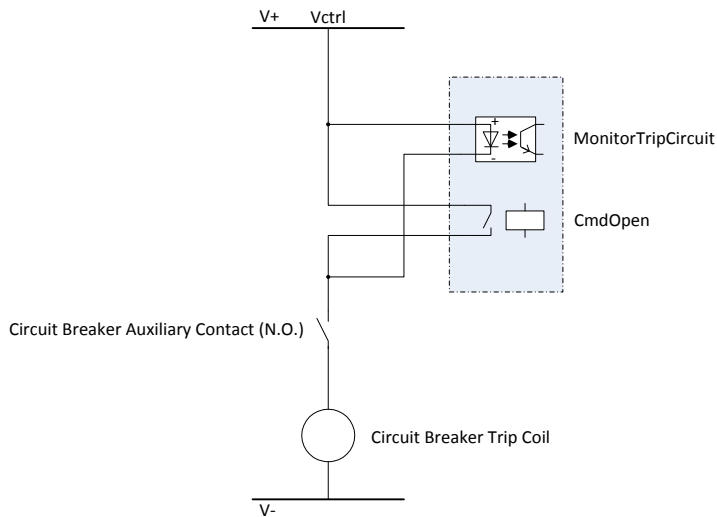 V+ Vctrl
+
MonitorTripCircuit
-
CmdOpen
Circuit Breaker Auxiliary Contact (N.O.)
Circuit Breaker Trip Coil
V-